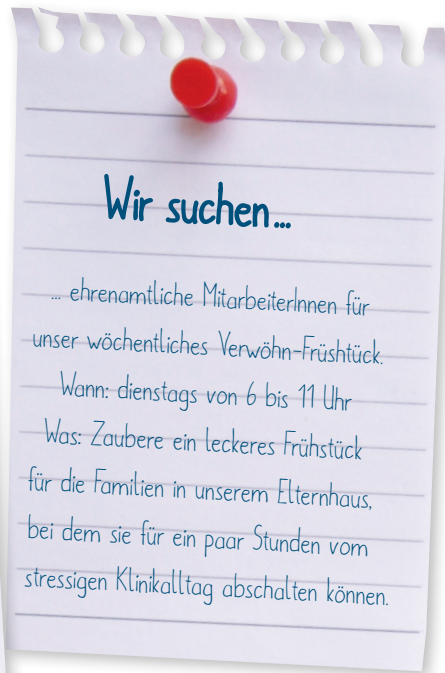 Wir suchen...
... ehrenamtliche MitarbeiterInnen für
unser wöchentliches Verwöhn-Früshtück.
Wann: dienstags von 6 bis 11 Uhr
Was: Zaubere ein leckeres Frühstück
für die Familien in unserem Elternhaus,
bei dem sie für ein paar Stunden vom
stressigen Klinikalltag abschalten können.